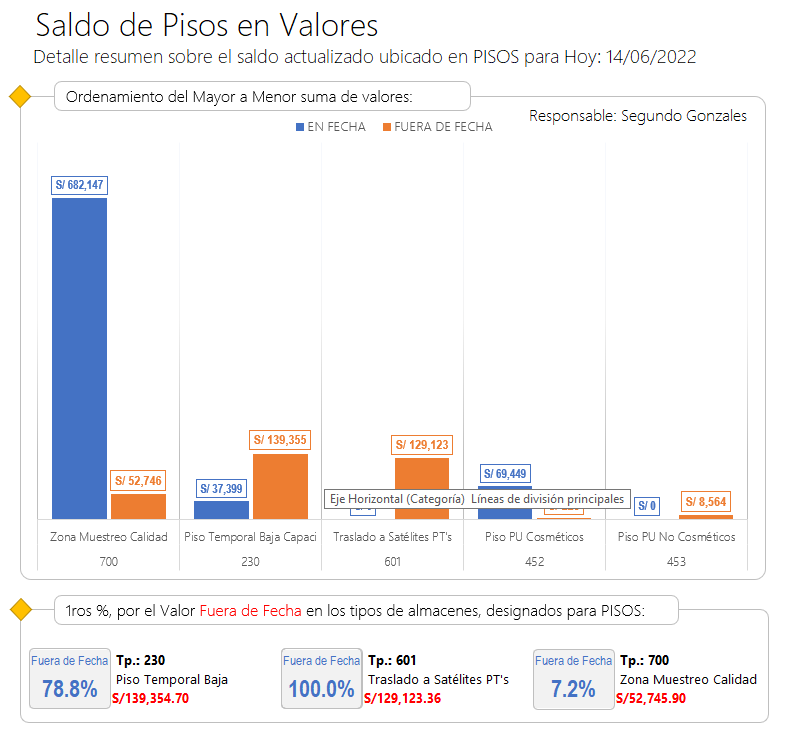 Saldo de Pisos en Valores
Detalle resumen sobre el saldo actualizado ubicado en PISOS para Hoy: 14/06/2022
Ordenamiento del Mayor a Menor suma de valores:
Responsable: Segundo Gonzales
EN FECHA FUERA DE FECHA
S/ 682,147
S/ 52,746
S/ 37,399
S/ 139,355
S/ 129,123
S/ 69,449
S/ 0
S/ 8,564
Eje Horizontal (Categoría) Líneas de división principales
Zona Muestreo Calidad Piso Temporal Baja Capaci Traslado a Satélites PT's Piso PU Cosméticos Piso PU No Cosméticos
700 230 601 452 453
1ros %, por el Valor Fuera de Fecha en los tipos de almacenes, designados para PISOS:
Fuera de Fecha
78.8%
Tp.: 230
Piso Temporal Baja
S/139,354.70
Fuera de Fecha
100.0%
Tp.: 601
Traslado a Satélites PT's
S/129,123.36
Fuera de Fecha
7.2%
Tp.: 700
Zona Muestreo Calidad
S/52,745.90